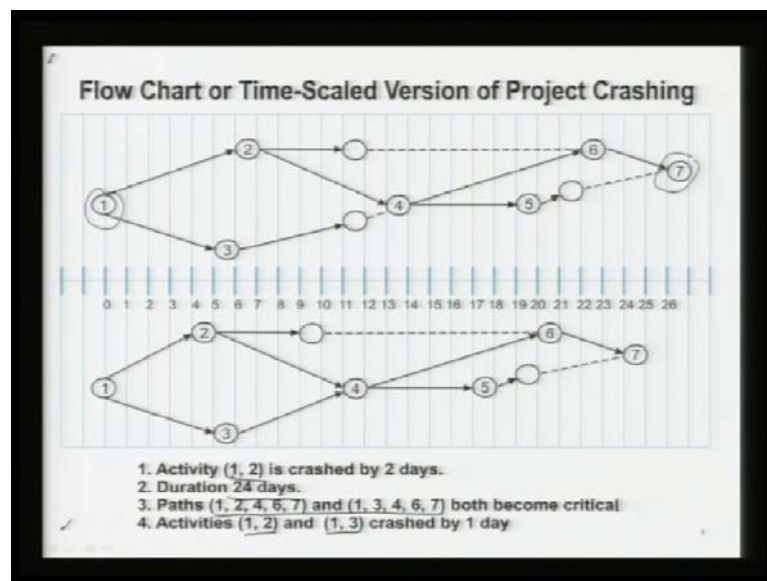 Flow Chart or Time-Scaled Version of Project Crashing
2 6
1 4 5 7
3
0 1 2 3 4 5 6 7 8 9 10 11 12 13 14 15 16 17 18 19 20 21 22 23 24 25 26
2 6
1 4 5 7
3
1. Activity (1, 2) is crashed by 2 days.
2. Duration 24 days.
3. Paths (1, 2, 4, 6, 7) and (1, 3, 4, 6, 7) both become critical
4. Activities (1, 2) and (1, 3) crashed by 1 day